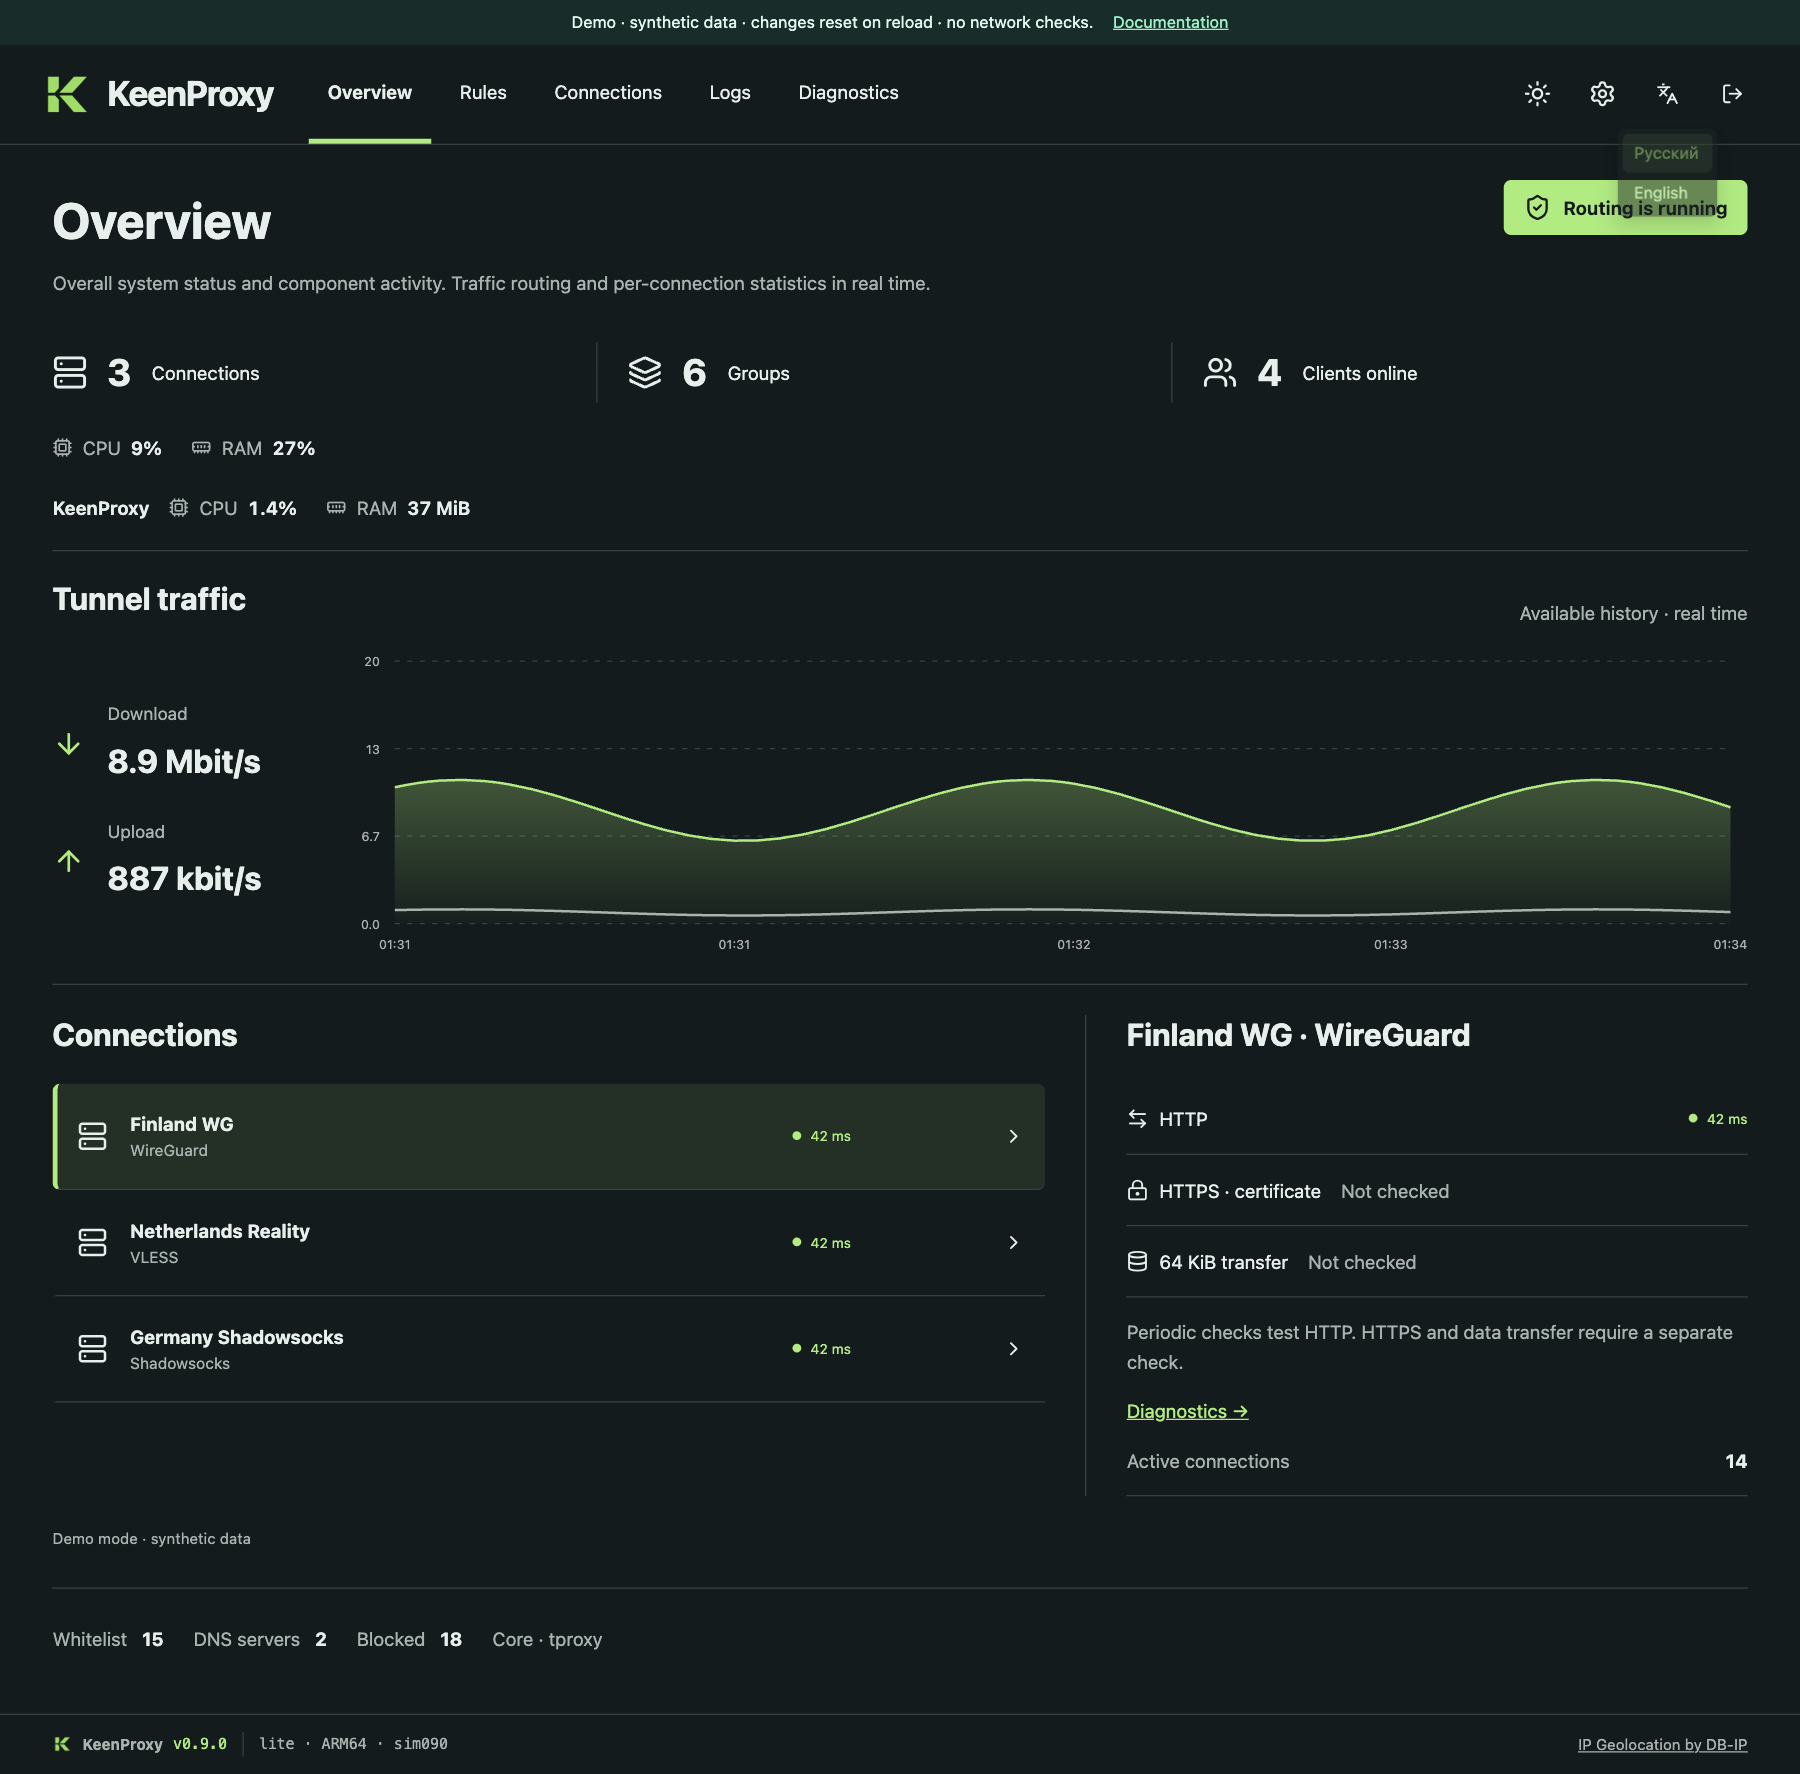 Demo · synthetic data · changes reset on reload · no network checks. Documentation
KeenProxy Overview Rules Connections Logs Diagnostics
Русский
English
Overview
Routing is running
Overall system status and component activity. Traffic routing and per-connection statistics in real time.
3 Connections 6 Groups 4 Clients online
CPU 9% RAM 27%
KeenProxy CPU 1.4% RAM 37 MiB
Tunnel traffic
Available history · real time
Download
8.9 Mbit/s
Upload
887 kbit/s
20
13
6.7
0.0
01:31 01:31 01:32 01:33 01:34
Connections
Finland WG
WireGuard
42 ms
Netherlands Reality
VLESS
42 ms
Germany Shadowsocks
Shadowsocks
42 ms
Finland WG · WireGuard
HTTP 42 ms
HTTPS · certificate Not checked
64 KiB transfer Not checked
Periodic checks test HTTP. HTTPS and data transfer require a separate
check.
Diagnostics →
Active connections 14
Demo mode · synthetic data
Whitelist 15 DNS servers 2 Blocked 18 Core · tproxy
KeenProxy v0.9.0 lite · ARM64 · sim090
IP Geolocation by DB-IP